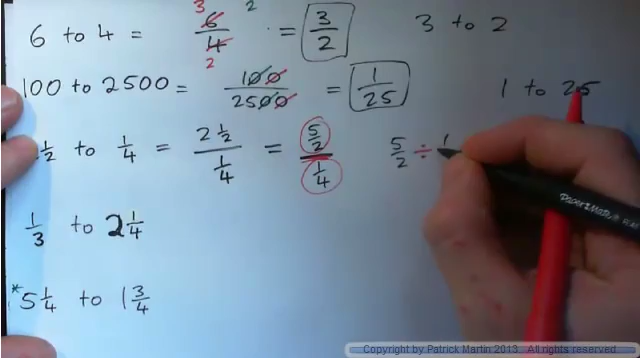 6 to 4 = 6/4 = 3/2 3 to 2
3 2
2
100 to 2500 = 100/2500 = 1/25 1 to 25
1/2 to 1/4 = 2 1/2 / 1/4 = 5/2 / 1/4 5/2 ÷ 1
1/3 to 2 1/4
*5 1/4 to 1 3/4
Copyright by Patrick Martin 2013. All rights reserved.